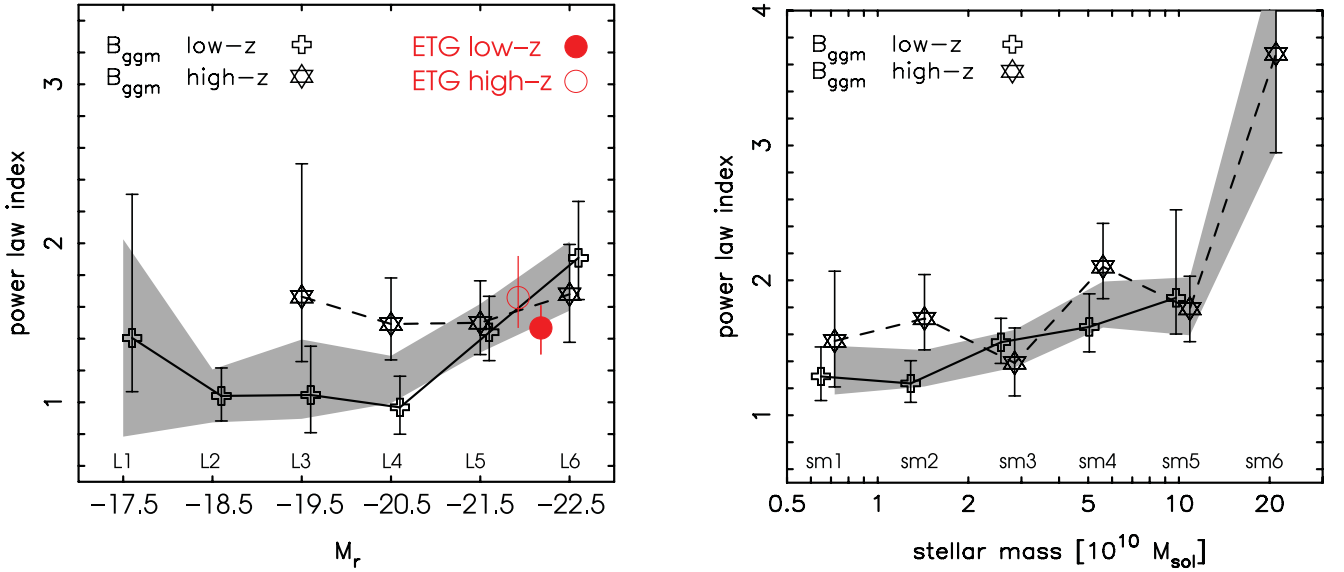 B_ggm low-z ETG low-z
B_ggm high-z ETG high-z
3
2
1
power law index
L1 L2 L3 L4 L5 L6
-17.5 -18.5 -19.5 -20.5 -21.5 -22.5
M_r
4
B_ggm low-z
B_ggm high-z
3
2
1
power law index
sm1 sm2 sm3 sm4 sm5 sm6
0.5 1 2 5 10 20
stellar mass [10^10 M_sol]